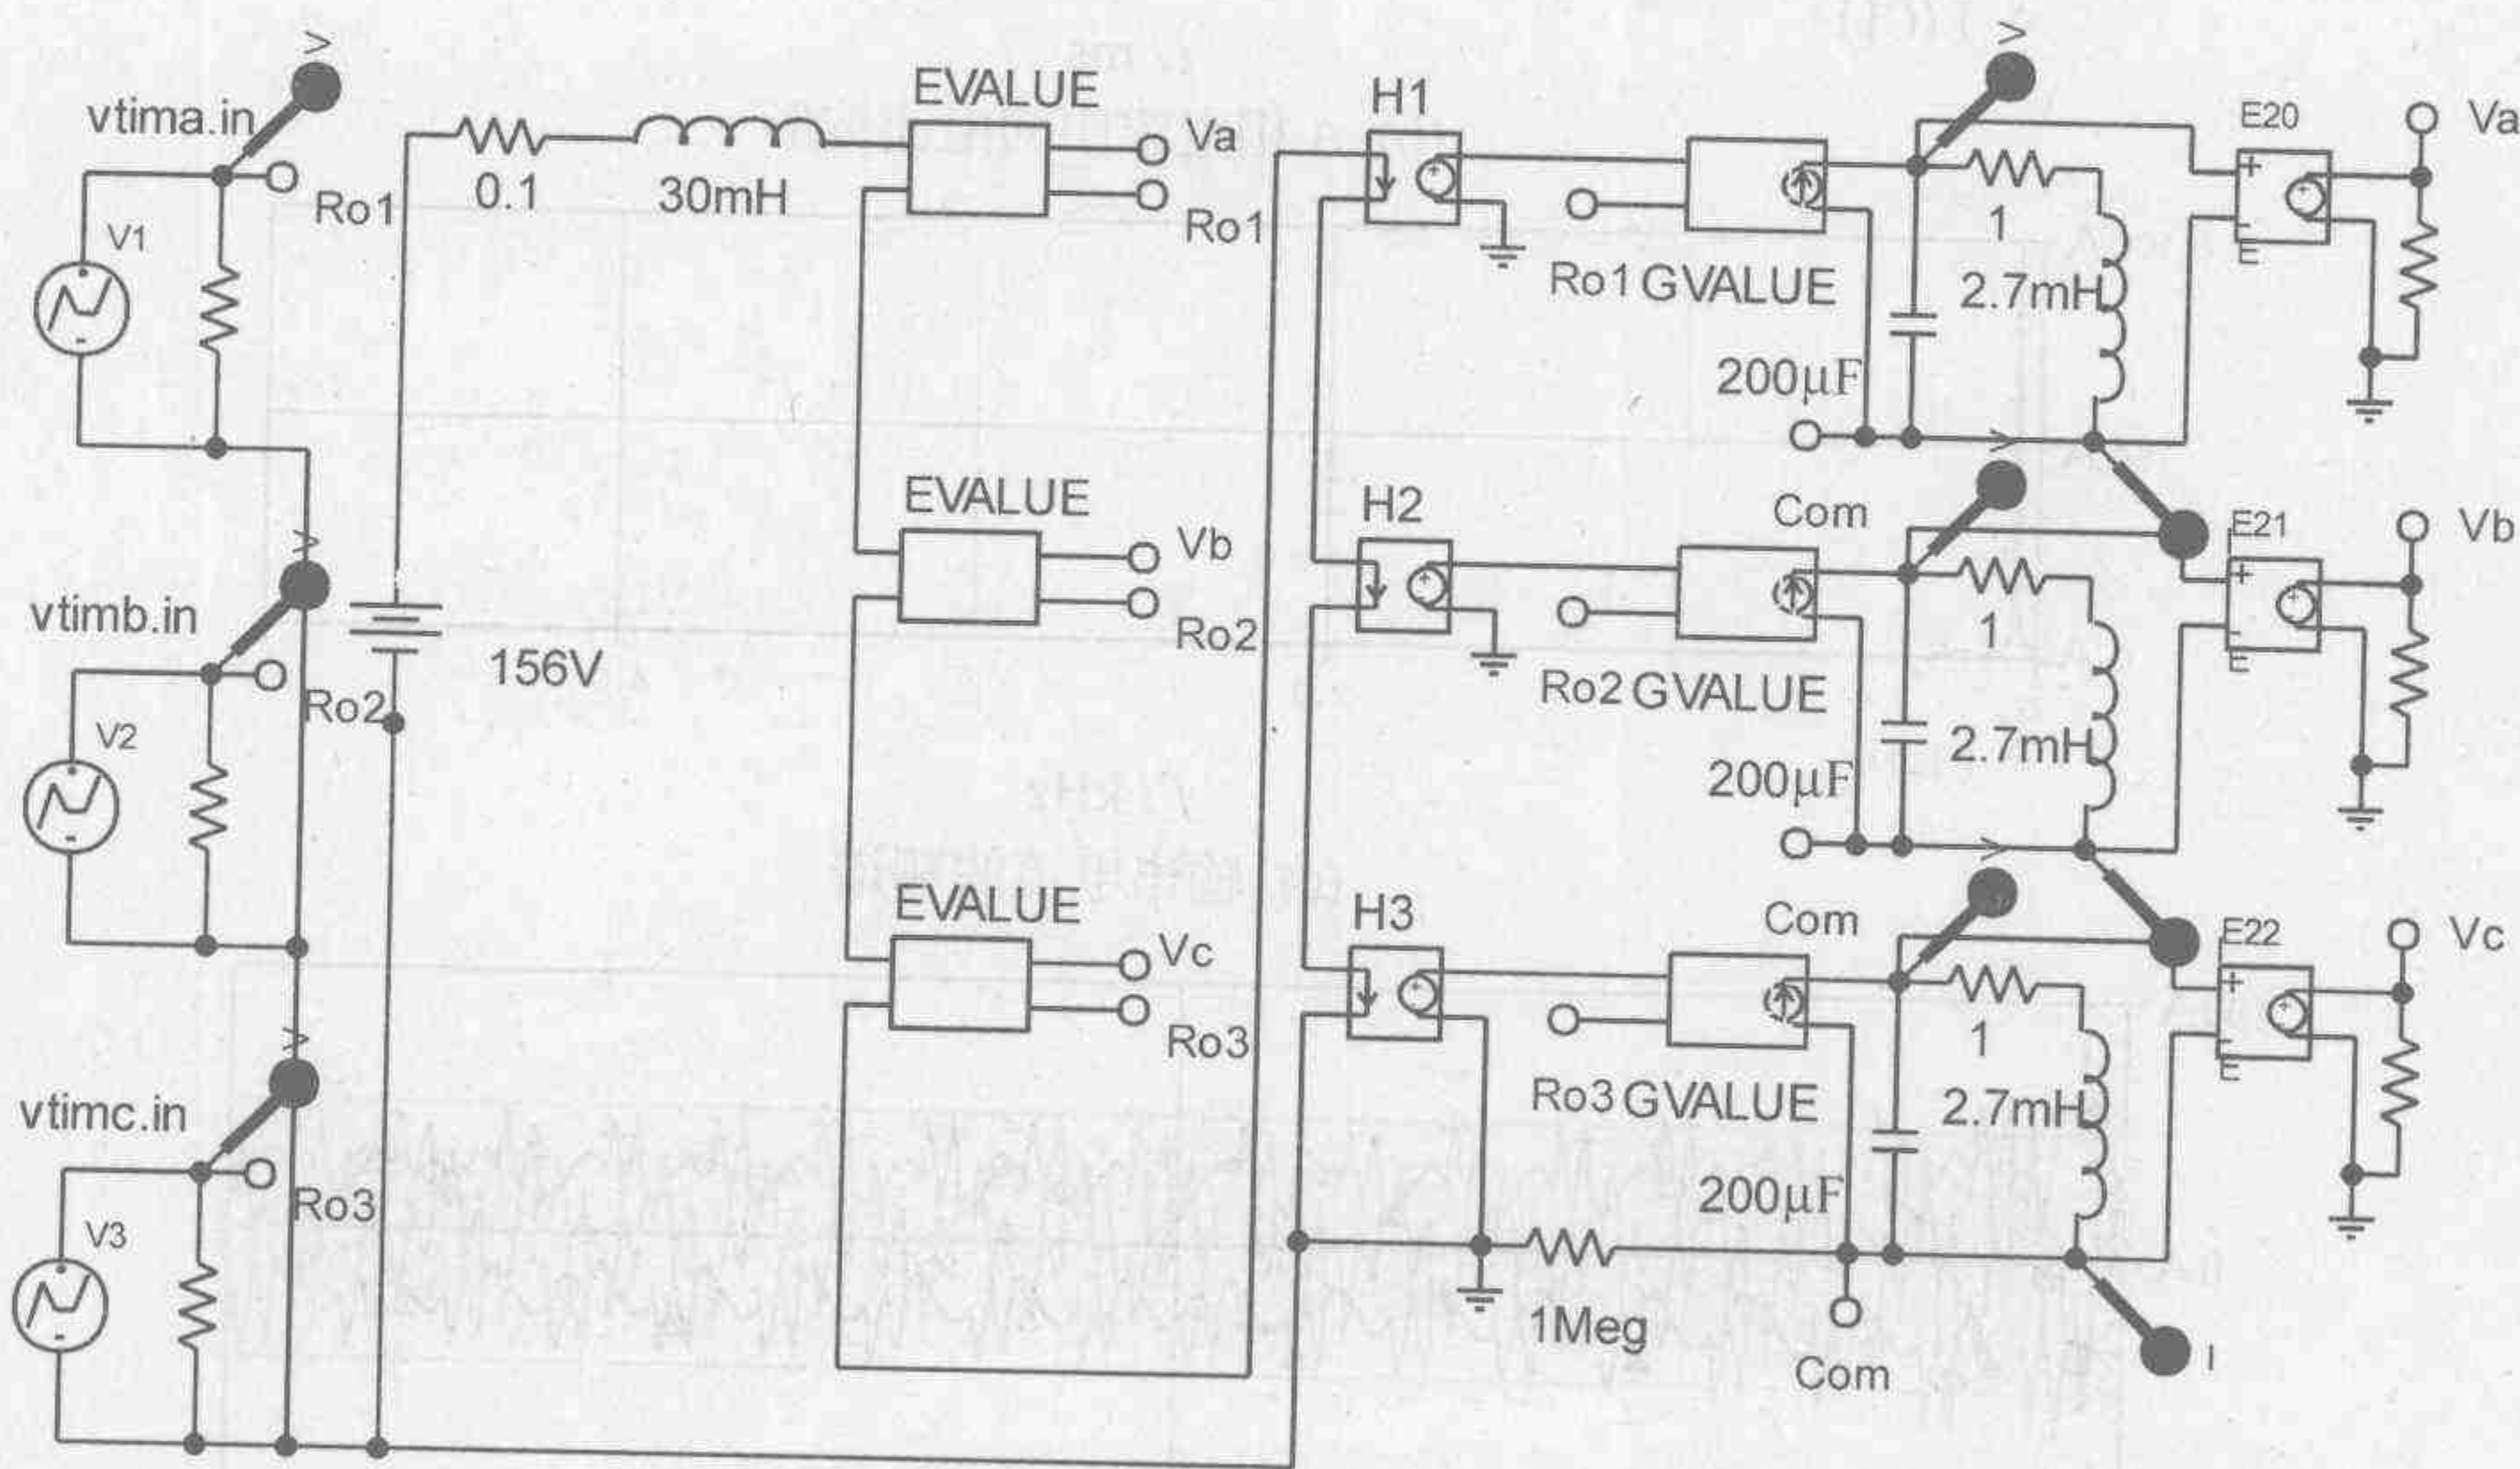 vtima.in
Ro1
V1
0.1
30mH
EVALUE
Va
Ro1
H1
Ro1 GVALUE
1
2.7mH
200μF
E20
E
Va
vtimb.in
Ro2
V2
156V
EVALUE
Vb
Ro2
H2
Com
Ro2 GVALUE
1
2.7mH
200μF
E21
E
Vb
vtimc.in
Ro3
V3
EVALUE
Vc
Ro3
H3
Com
Ro3 GVALUE
1
2.7mH
200μF
E22
E
Vc
1Meg
Com
I